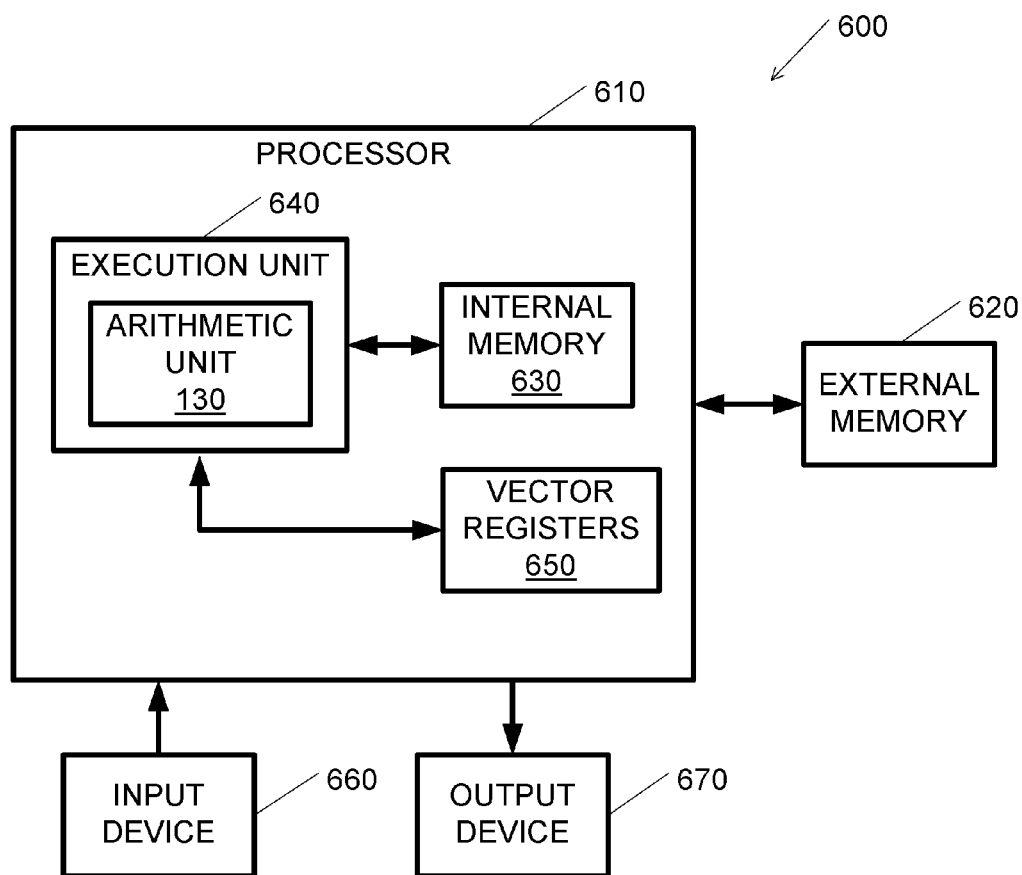 600
610
PROCESSOR
640
EXECUTION UNIT
ARITHMETIC
UNIT
130
INTERNAL
MEMORY
630
620
EXTERNAL
MEMORY
VECTOR
REGISTERS
650
INPUT
DEVICE
660
OUTPUT
DEVICE
670